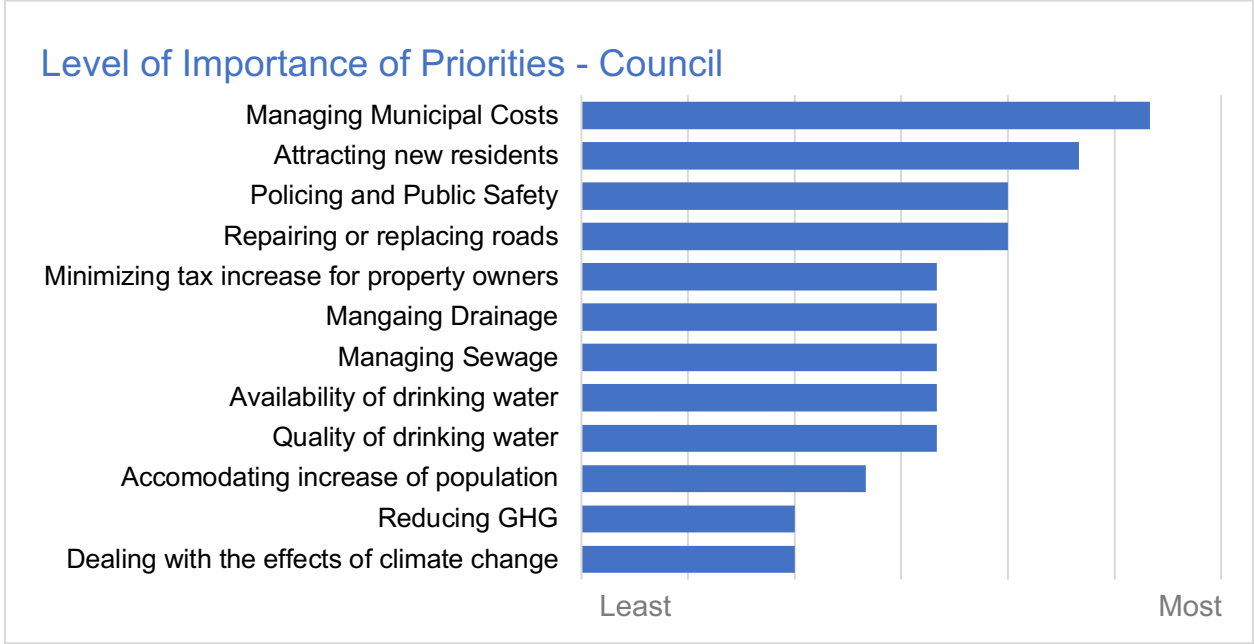 Level of Importance of Priorities - Council
Managing Municipal Costs
Attracting new residents
Policing and Public Safety
Repairing or replacing roads
Minimizing tax increase for property owners
Mangaing Drainage
Managing Sewage
Availability of drinking water
Quality of drinking water
Accomodating increase of population
Reducing GHG
Dealing with the effects of climate change
Least Most